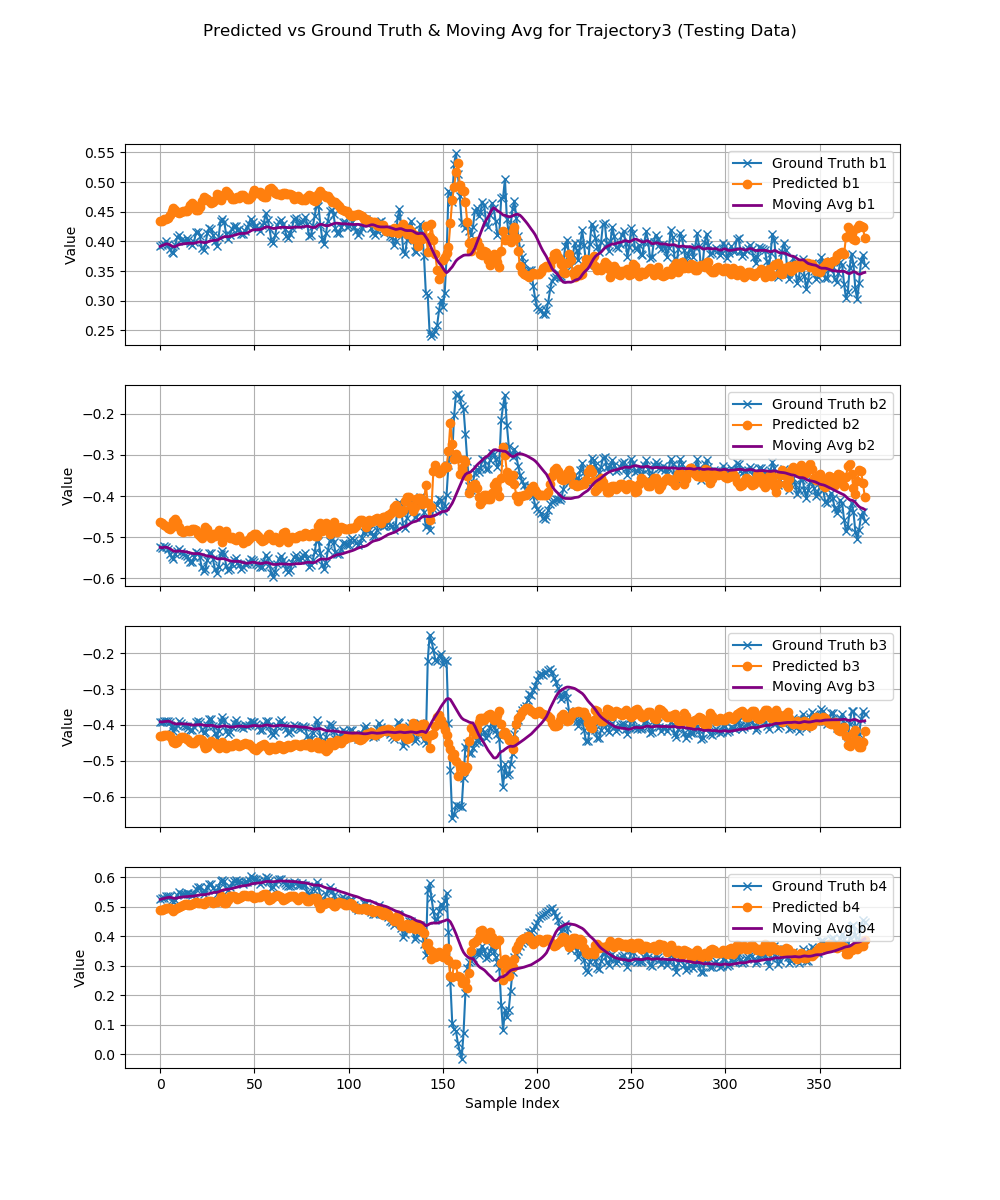 Predicted vs Ground Truth & Moving Avg for Trajectory3 (Testing Data)
0.55
0.50
0.45
0.40
0.35
0.30
0.25
Value
Ground Truth b1
Predicted b1
Moving Avg b1
−0.2
−0.3
−0.4
−0.5
−0.6
Value
Ground Truth b2
Predicted b2
Moving Avg b2
−0.2
−0.3
−0.4
−0.5
−0.6
Value
Ground Truth b3
Predicted b3
Moving Avg b3
0.6
0.5
0.4
0.3
0.2
0.1
0.0
Value
Ground Truth b4
Predicted b4
Moving Avg b4
0 50 100 150 200 250 300 350
Sample Index